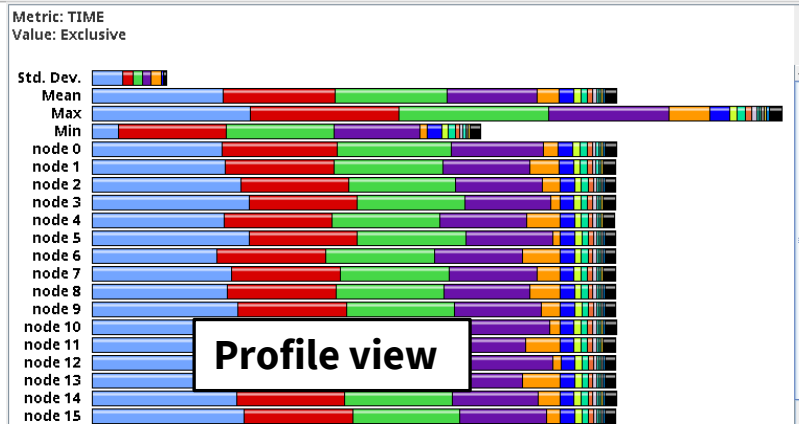 Metric: TIME
Value: Exclusive
Std. Dev.
Mean
Max
Min
node 0
node 1
node 2
node 3
node 4
node 5
node 6
node 7
node 8
node 9
node 10
node 11
node 12
node 13
node 14
node 15
Profile view